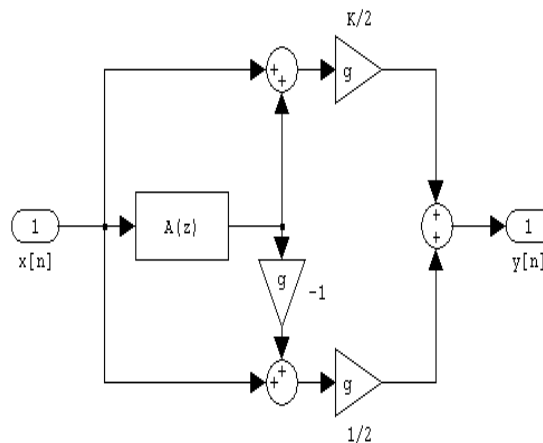 K/2
+
+
g
1
x[n]
A(z)
+
+
1
y[n]
g
-1
+
+
g
1/2